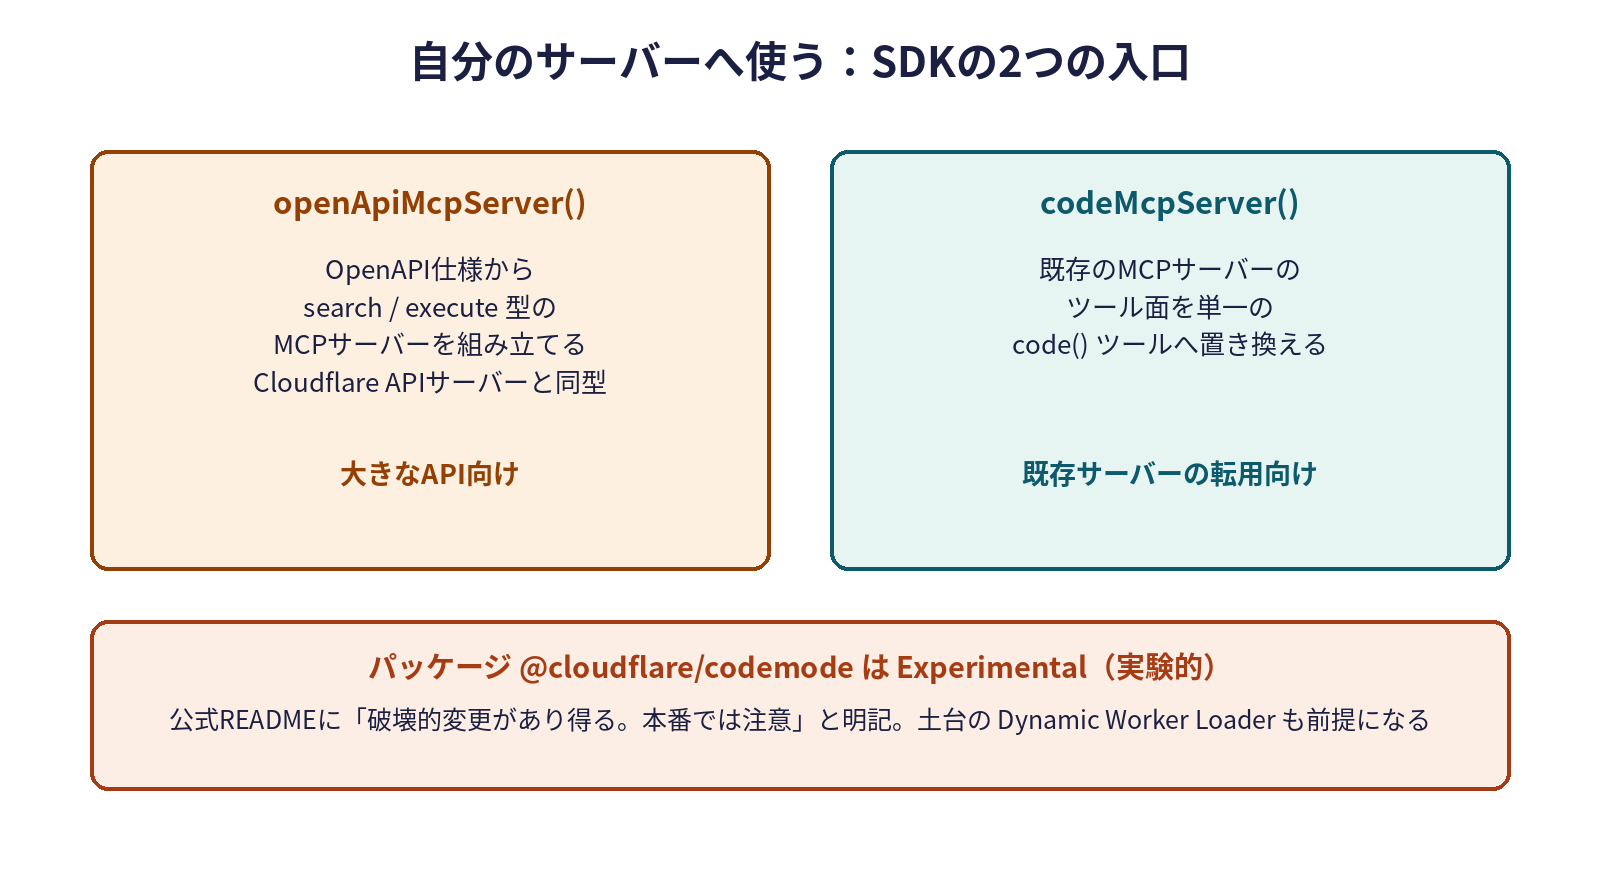 自分のサーバーへ使う：SDKの2つの入口
openApiMcpServer()
OpenAPI仕様から
search / execute 型の
MCPサーバーを組み立てる
Cloudflare APIサーバーと同型
大きなAPI向け
codeMcpServer()
既存のMCPサーバーの
ツール面を単一の
code() ツールへ置き換える
既存サーバーの転用向け
パッケージ @cloudflare/codemode は Experimental（実験的）
公式READMEに「破壊的変更があり得る。本番では注意」と明記。土台の Dynamic Worker Loader も前提になる